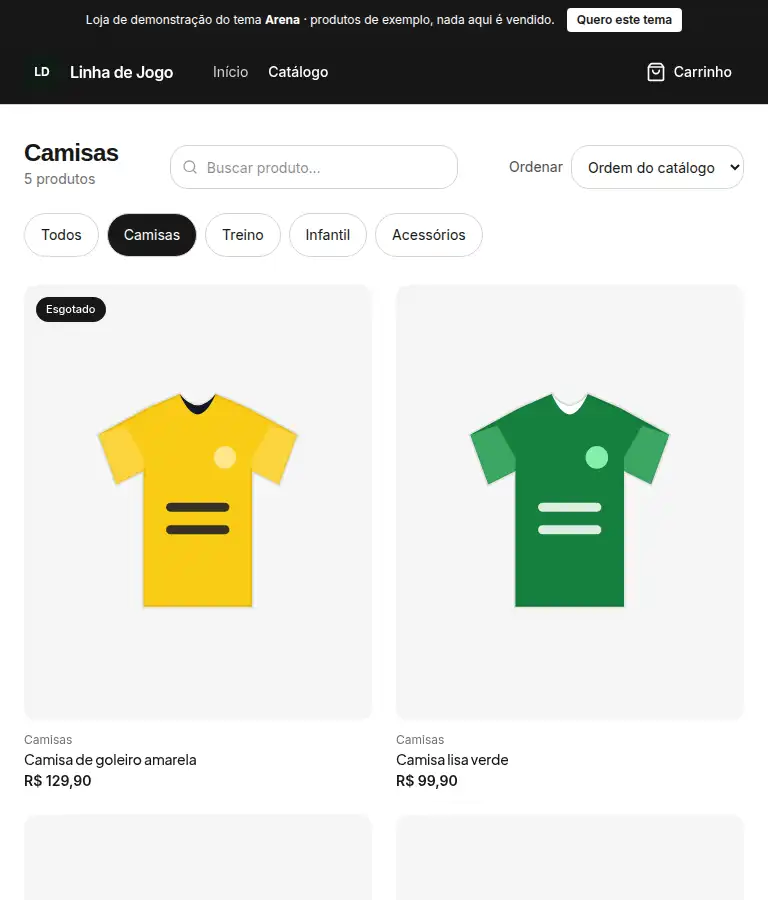 Loja de demonstração do tema Arena · produtos de exemplo, nada aqui é vendido. Quero este tema
LD Linha de Jogo Início Catálogo Carrinho
Camisas
5 produtos
Buscar produto...
Ordenar Ordem do catálogo
Todos Camisas Treino Infantil Acessórios
Esgotado
Camisas
Camisa de goleiro amarela
R$ 129,90
Camisas
Camisa lisa verde
R$ 99,90